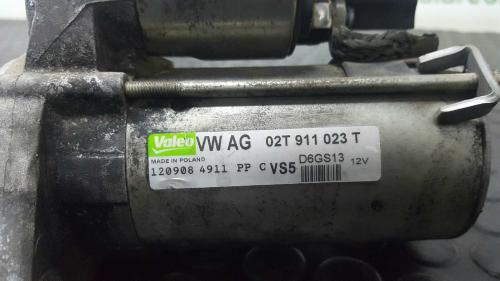 Valeo VW AG 02T 911 023 T
MADE IN POLAND D6GS13 12V
120908 4911 PP C VS5